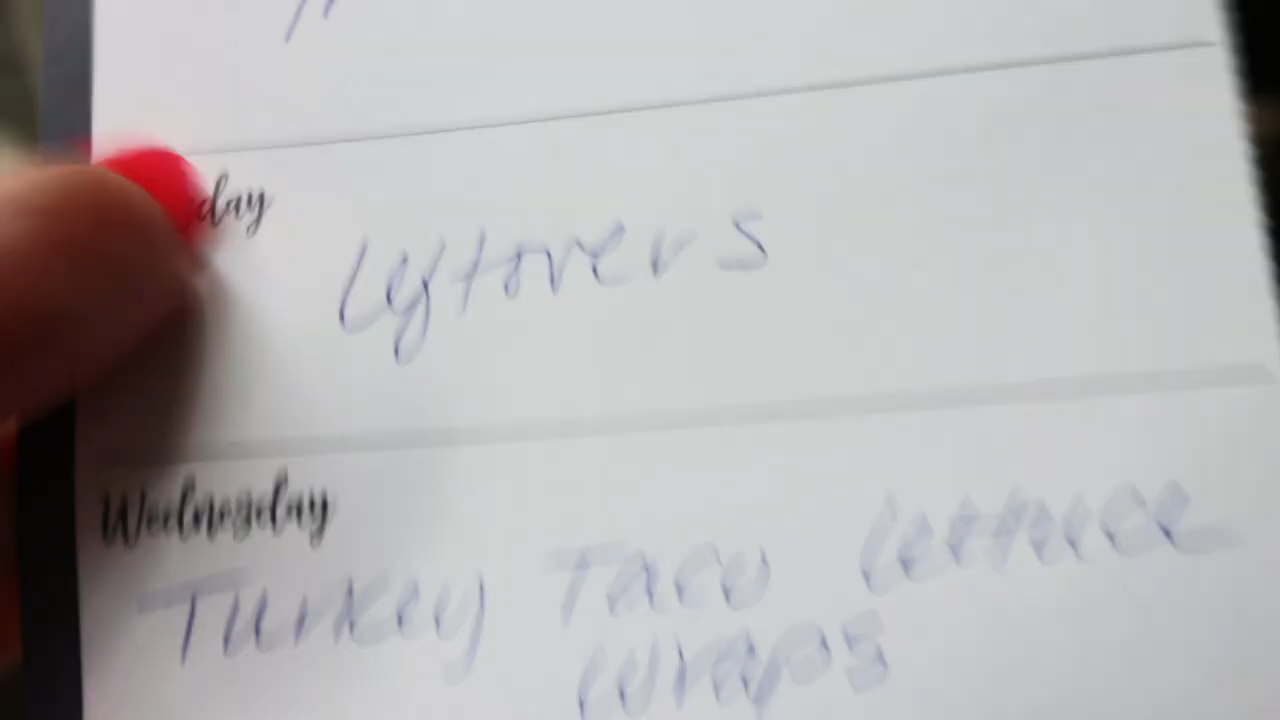 day
Leftovers
Wednesday
Turkey Taco lettuce
wraps